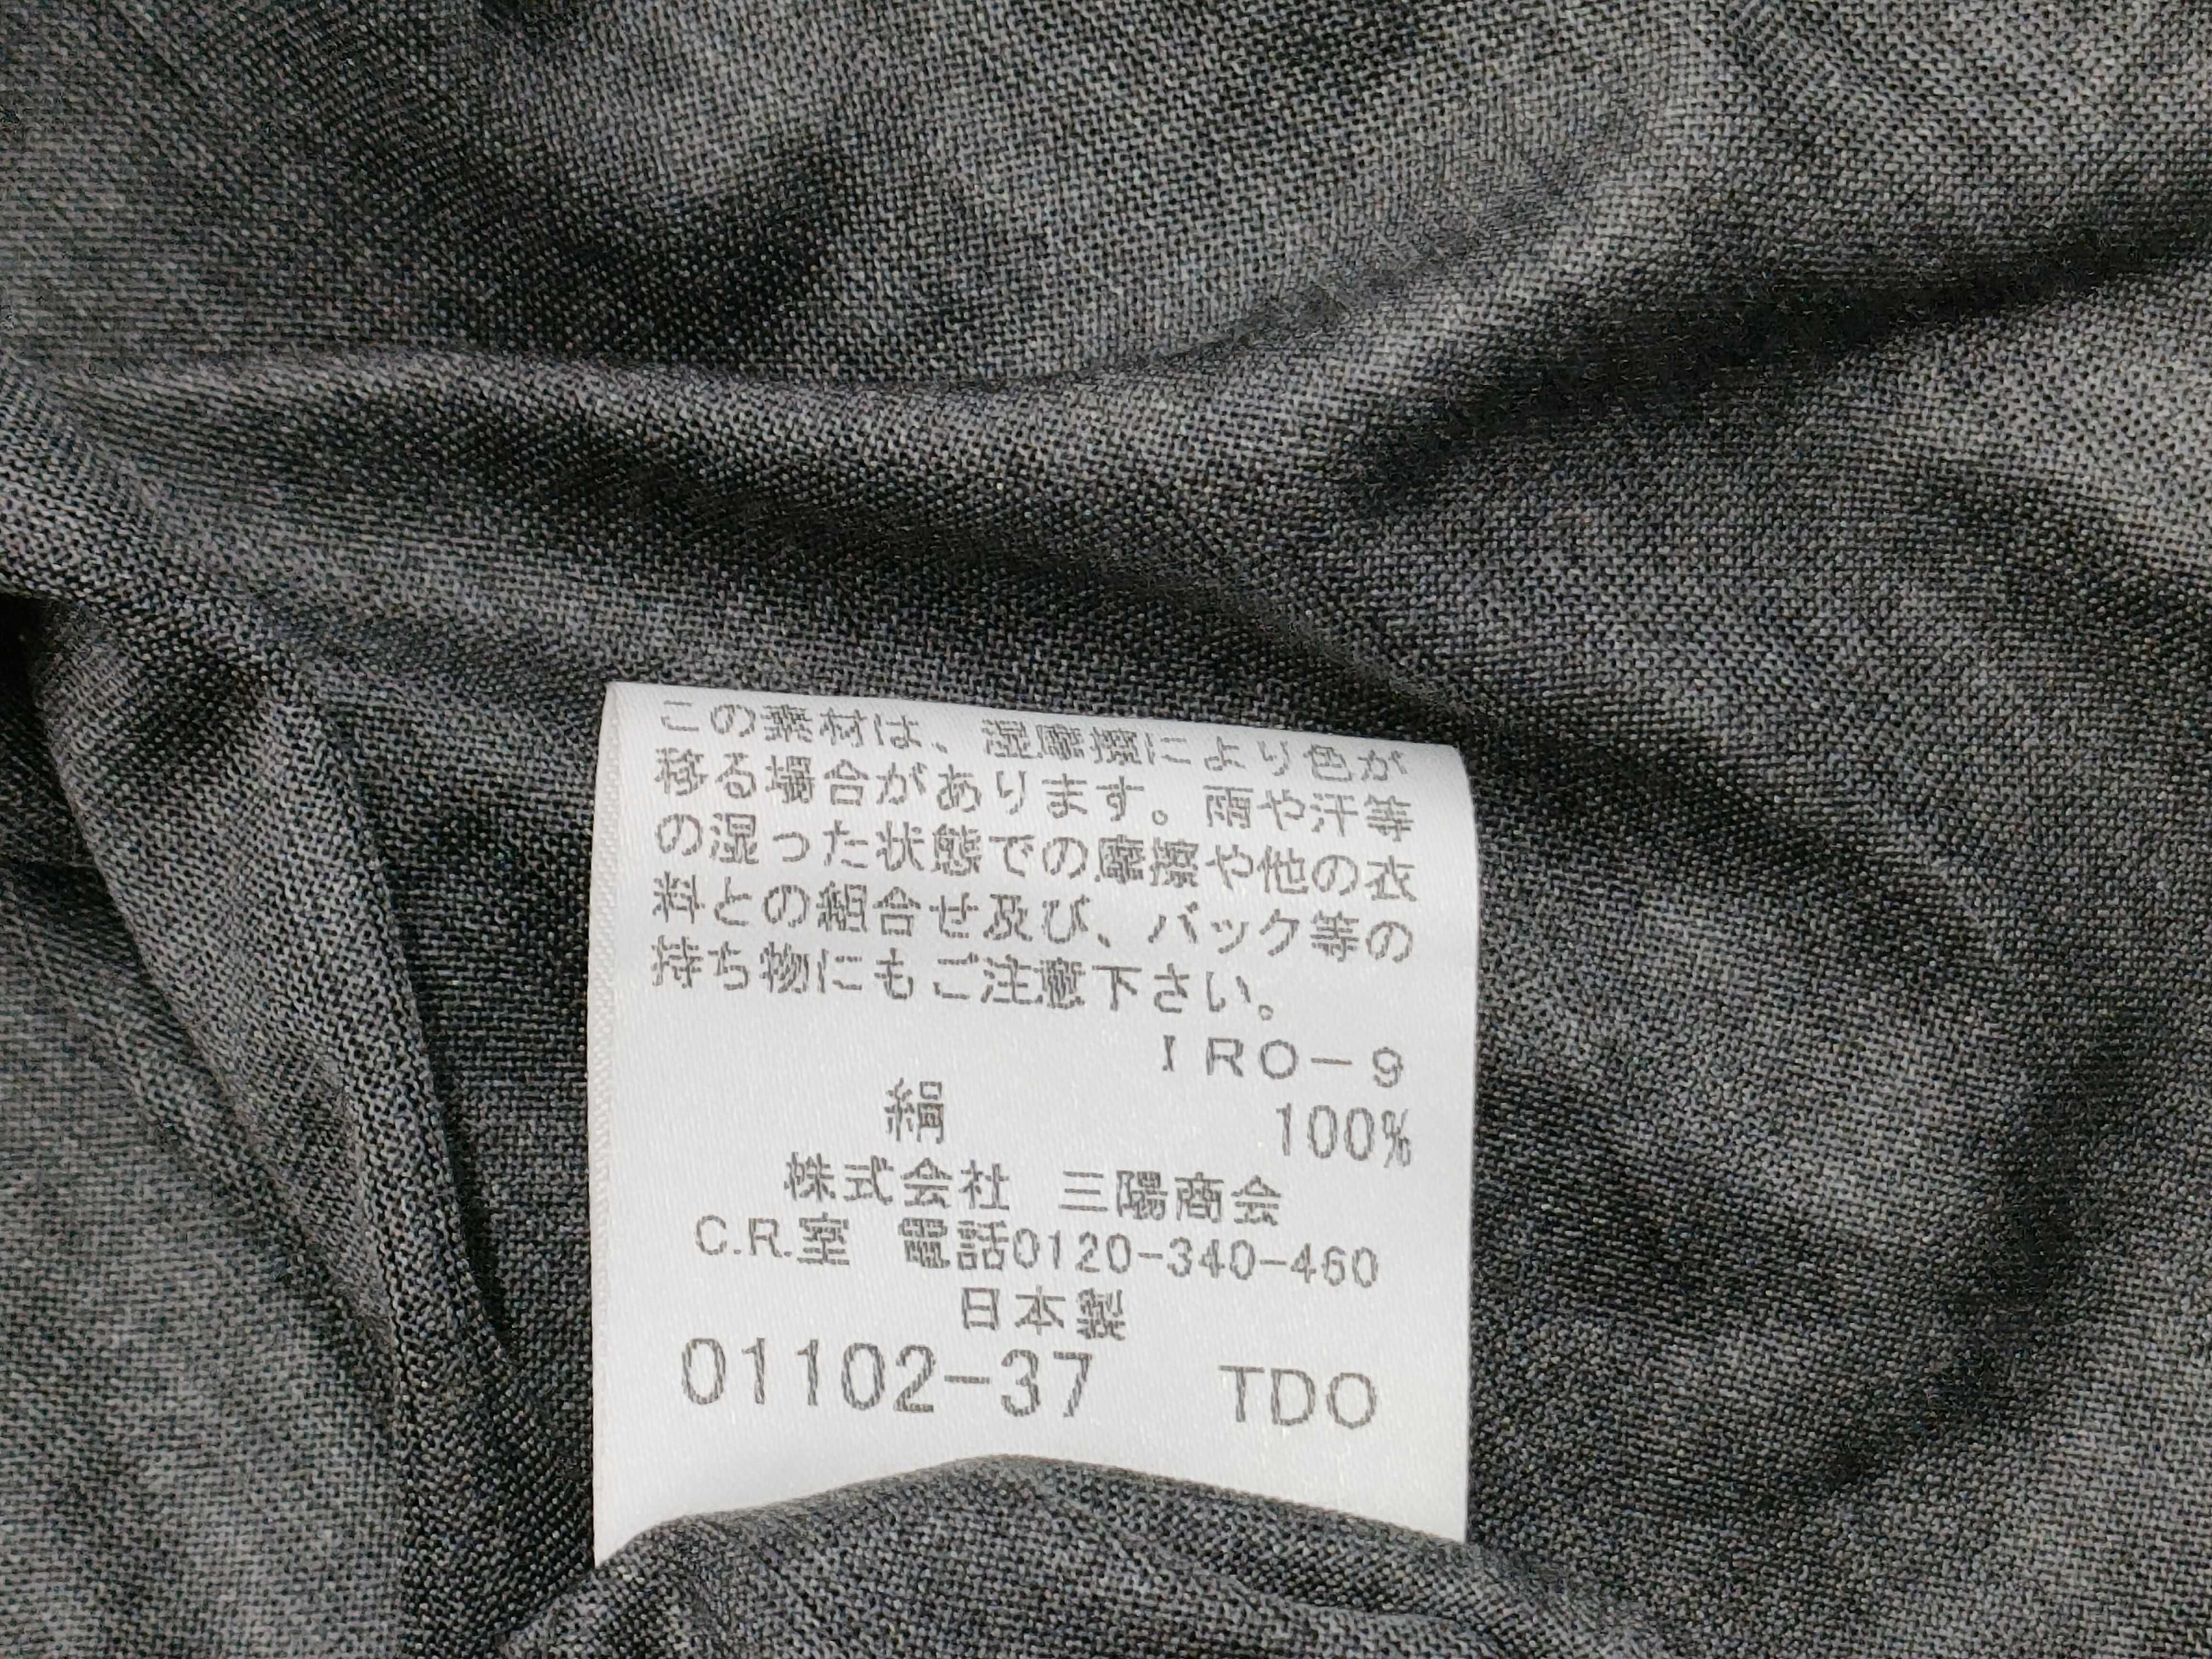 この素材は、湿摩擦により色が
移る場合があります。雨や汗等
の湿った状態での摩擦や他の衣
料との組合せ及び、バック等の
持ち物にもご注意下さい。
IRO-9
絹 100%
株式会社 三陽商会
C.R.室 電話0120-340-460
日本製
01102-37 TDO